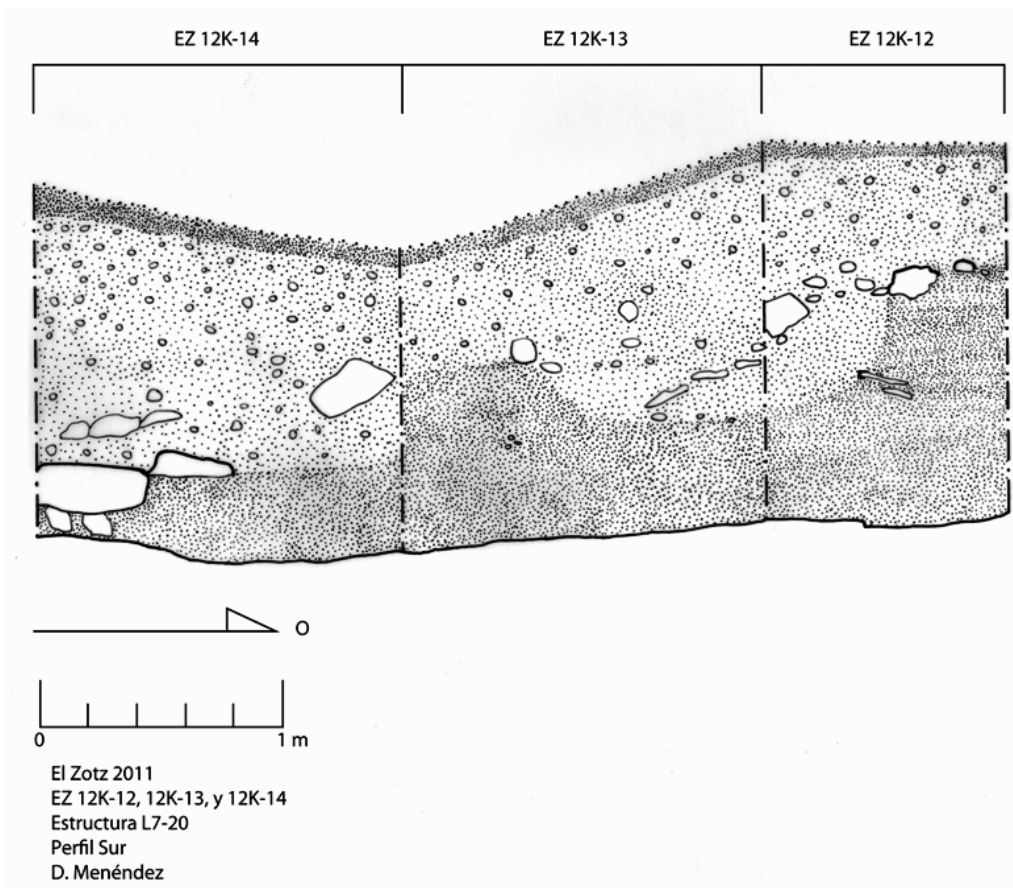 EZ 12K-14 EZ 12K-13 EZ 12K-12
O
0 1 m
El Zotz 2011
EZ 12K-12, 12K-13, y 12K-14
Estructura L7-20
Perfil Sur
D. Menéndez